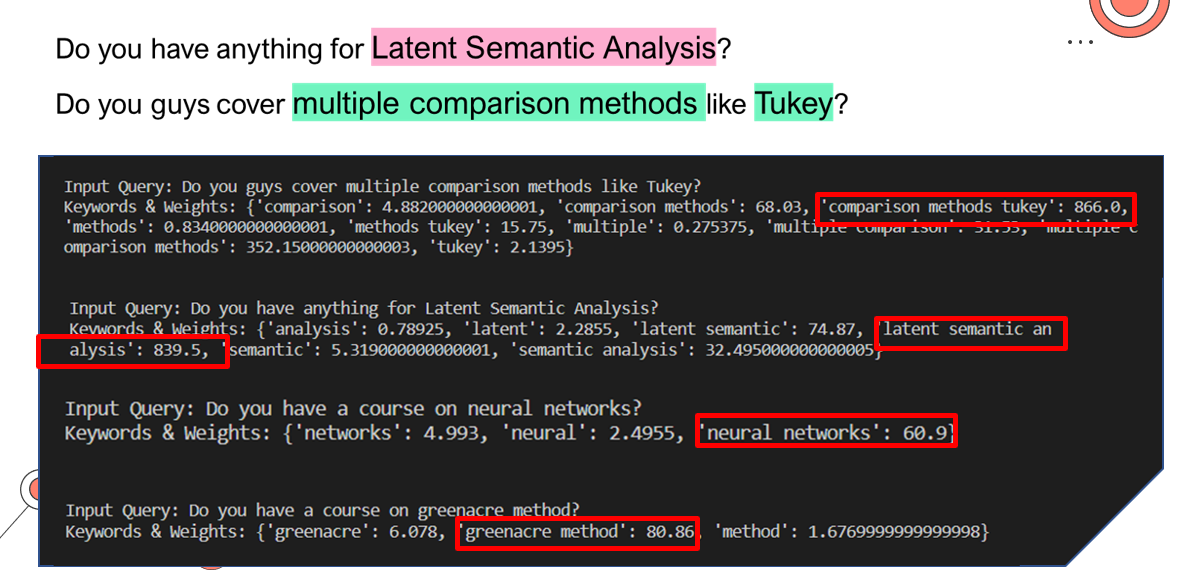 Do you have anything for Latent Semantic Analysis?
...
Do you guys cover multiple comparison methods like Tukey?
Input Query: Do you guys cover multiple comparison methods like Tukey?
Keywords & Weights: {'comparison': 4.882000000000001, 'comparison methods': 68.03, 'comparison methods tukey': 866.0,
'methods': 0.8340000000000001, 'methods tukey': 15.75, 'multiple': 0.275375, 'multiple comparison': 31.55, 'multiple c
omparison methods': 352.15000000000003, 'tukey': 2.1395}
Input Query: Do you have anything for Latent Semantic Analysis?
Keywords & Weights: {'analysis': 0.78925, 'latent': 2.2855, 'latent semantic': 74.87, 'latent semantic an
alysis': 839.5, 'semantic': 5.319000000000001, 'semantic analysis': 32.495000000000005}
Input Query: Do you have a course on neural networks?
Keywords & Weights: {'networks': 4.993, 'neural': 2.4955, 'neural networks': 60.9}
Input Query: Do you have a course on greenacre method?
Keywords & Weights: {'greenacre': 6.078, 'greenacre method': 80.86, 'method': 1.6769999999999998}